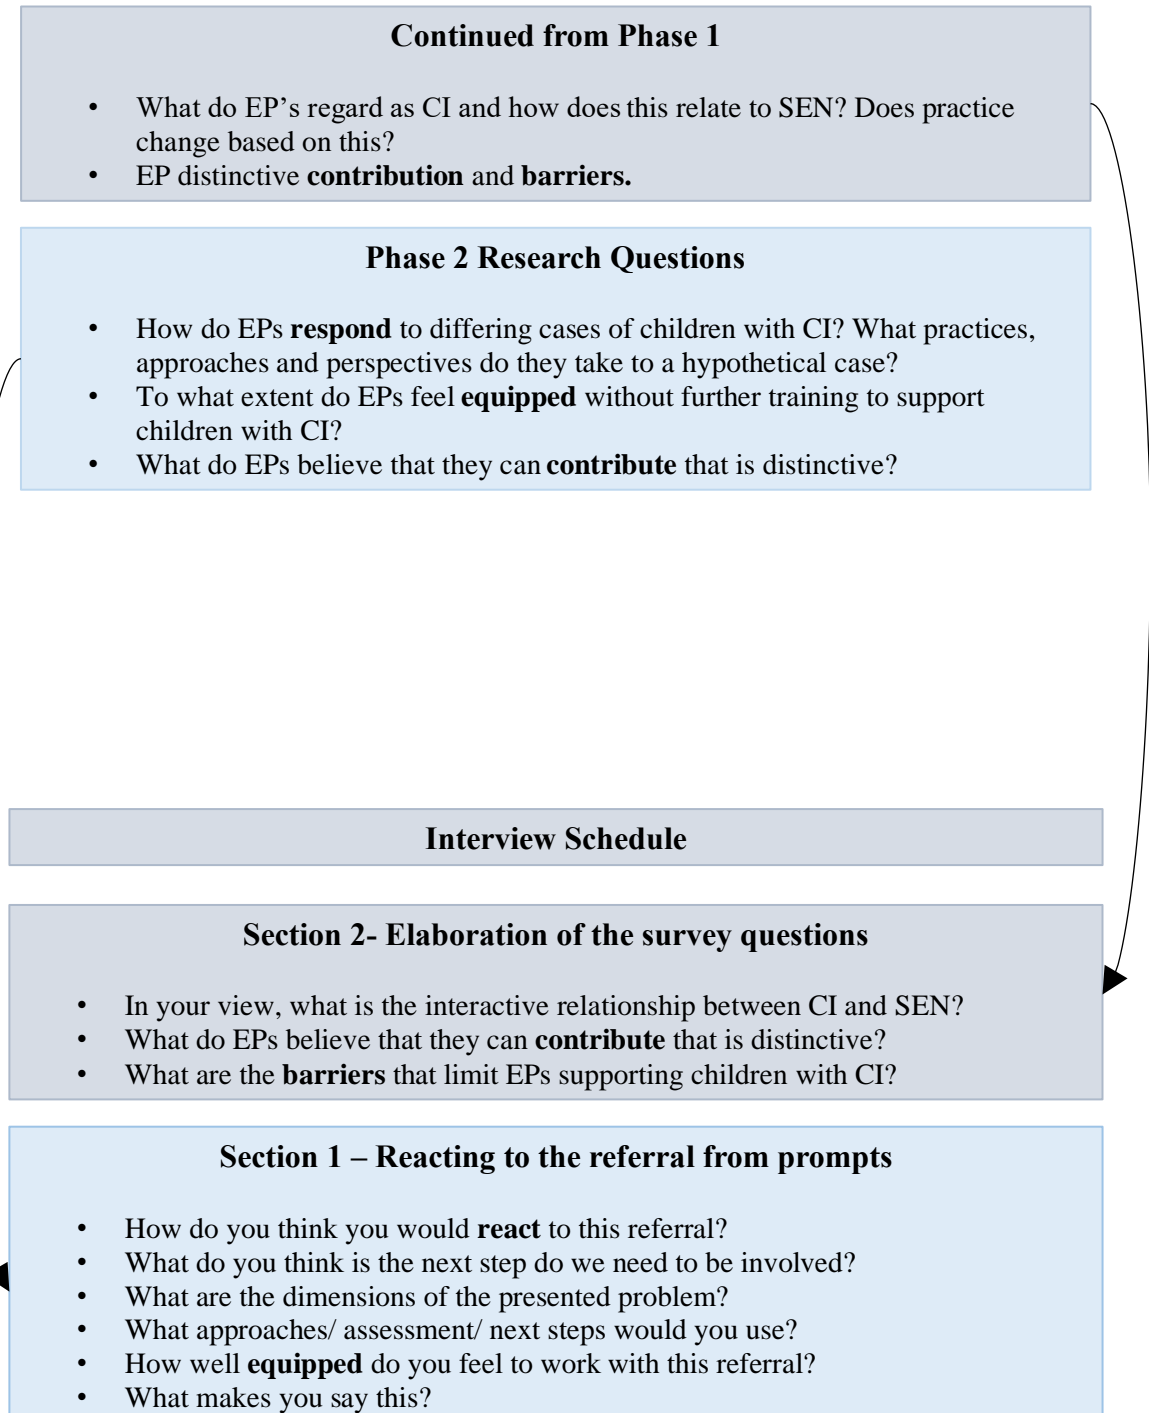 Continued from Phase 1
• What do EP's regard as CI and how does this relate to SEN? Does practice
change based on this?
• EP distinctive contribution and barriers.
Phase 2 Research Questions
• How do EPs respond to differing cases of children with CI? What practices,
approaches and perspectives do they take to a hypothetical case?
• To what extent do EPs feel equipped without further training to support
children with CI?
• What do EPs believe that they can contribute that is distinctive?
Interview Schedule
Section 2- Elaboration of the survey questions
• In your view, what is the interactive relationship between CI and SEN?
• What do EPs believe that they can contribute that is distinctive?
• What are the barriers that limit EPs supporting children with CI?
Section 1 – Reacting to the referral from prompts
• How do you think you would react to this referral?
• What do you think is the next step do we need to be involved?
• What are the dimensions of the presented problem?
• What approaches/ assessment/ next steps would you use?
• How well equipped do you feel to work with this referral?
• What makes you say this?